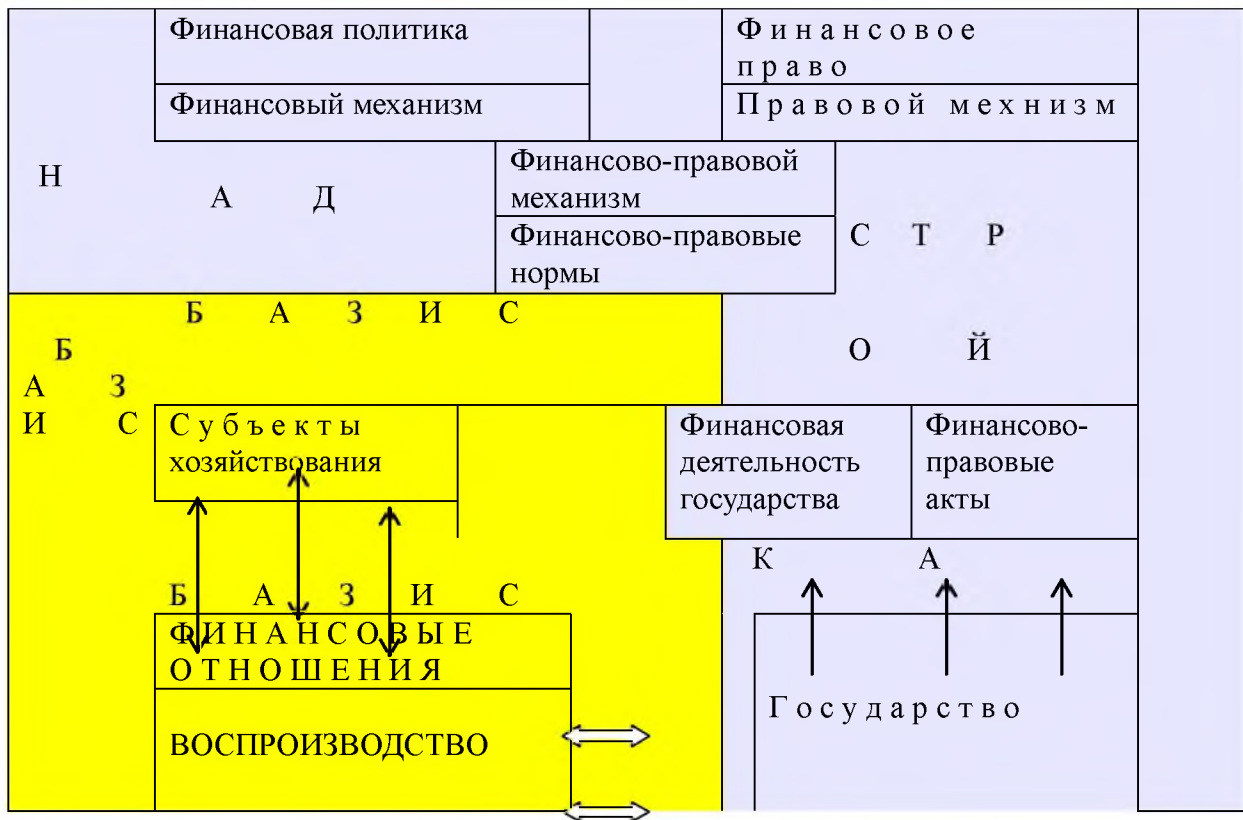 Финансовая политика
Ф и н а н с о в о е
п р а в о
Финансовый механизм
П р а в о в о й м е х н и з м
Финансово-правовой
механизм
Н
А Д
Финансово-правовые
нормы
С Т Р
Б А З И С
Б
О Й
А З
И С
С у б ъ е к т ы
хозяйствования
Финансовая
деятельность
государства
Финансово-
правовые
акты
К А
Б А З И С
Ф И Н А Н С О В Ы Е
О Т Н О Ш Е Н И Я
Г о с у д а р с т в о
ВОСПРОИЗВОДСТВО